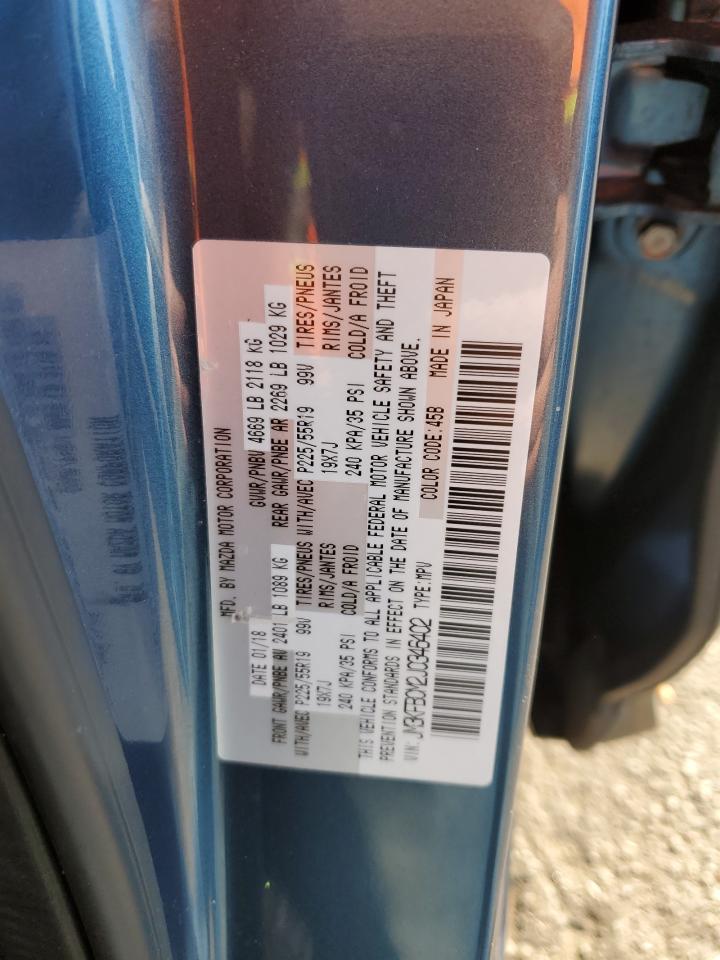 MFD. BY MAZDA MOTOR CORPORATION
DATE 01/18 GVWR/PNBV 4669 LB 2118 KG
FRONT GAWR/PNBE AV 2401 LB 1089 KG REAR GAWR/PNBE AR 2269 LB 1029 KG
WITH/AVEC P225/55R19 99V TIRES/PNEUS WITH/AVEC P225/55R19 99V TIRES/PNEUS
19X7J RIMS/JANTES 19X7J RIMS/JANTES
240 KPA/35 PSI COLD/A FROID 240 KPA/35 PSI COLD/A FROID
THIS VEHICLE CONFORMS TO ALL APPLICABLE FEDERAL MOTOR VEHICLE SAFETY AND THEFT
PREVENTION STANDARDS IN EFFECT ON THE DATE OF MANUFACTURE SHOWN ABOVE.
VIN: JM3KFBCM2J0346402 TYPE:MPV COLOR CODE:45B MADE IN JAPAN